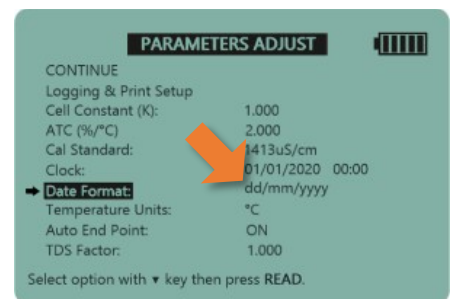 PARAMETERS ADJUST
CONTINUE
Logging & Print Setup
Cell Constant (K): 1.000
ATC (%/°C) 2.000
Cal Standard: 1413uS/cm
Clock: 01/01/2020 00:00
Date Format: dd/mm/yyyy
Temperature Units: °C
Auto End Point: ON
TDS Factor: 1.000
Select option with ▼ key then press READ.